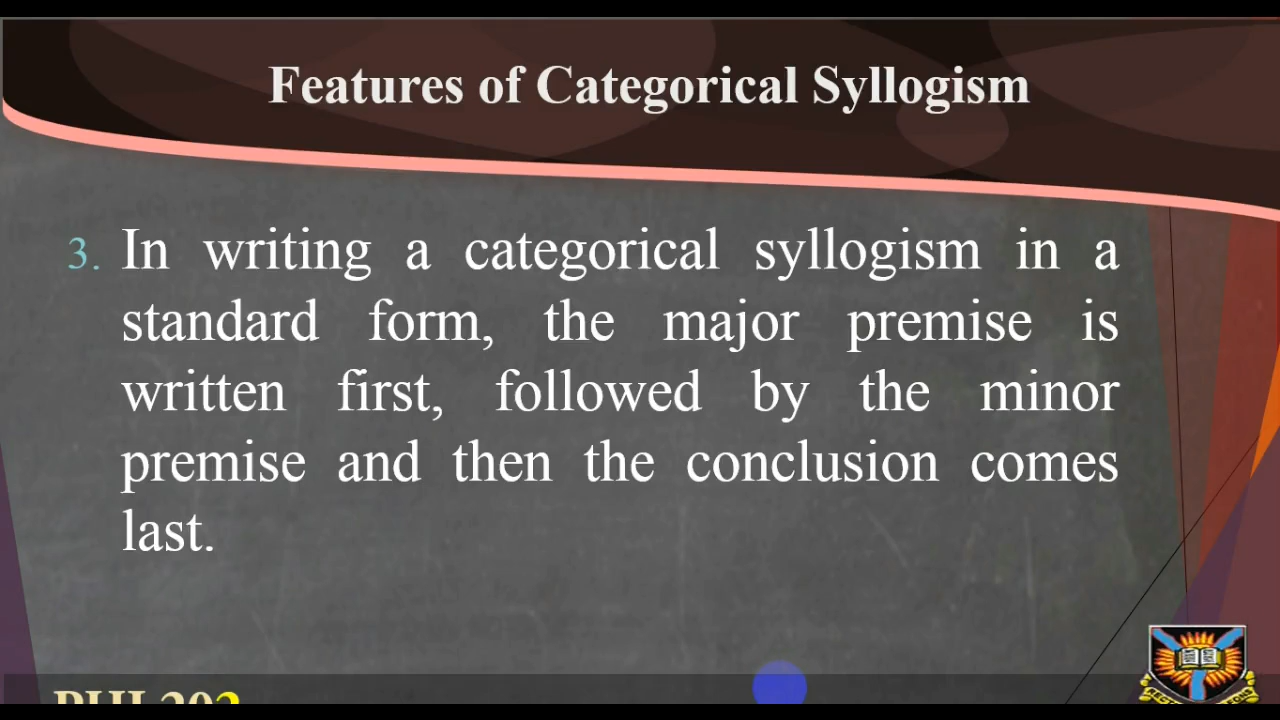 Features of Categorical Syllogism
3. In writing a categorical syllogism in a
standard form, the major premise is
written first, followed by the minor
premise and then the conclusion comes
last.